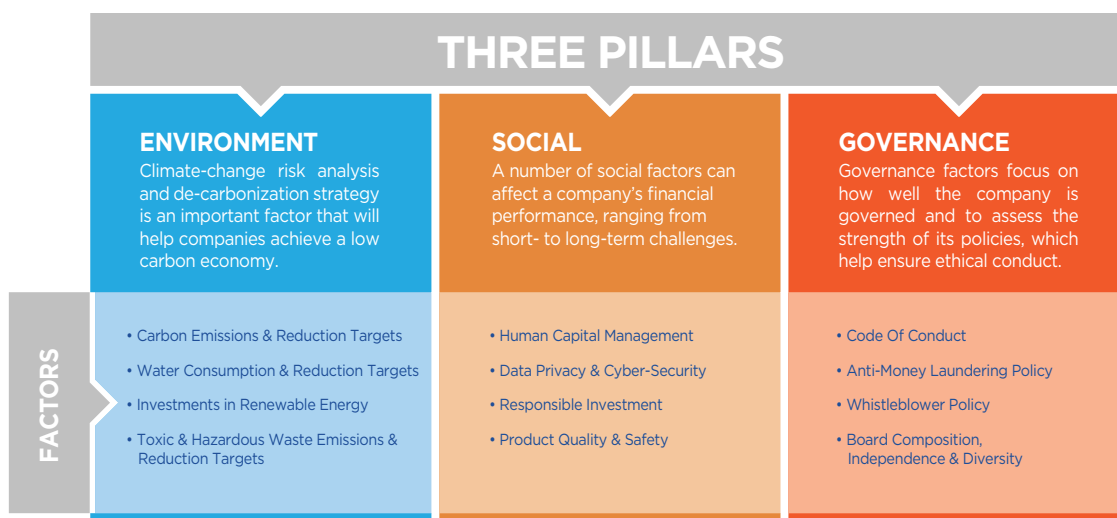 THREE PILLARS
ENVIRONMENT
Climate-change risk analysis
and de-carbonization strategy
is an important factor that will
help companies achieve a low
carbon economy.
SOCIAL
A number of social factors can
affect a company's financial
performance, ranging from
short- to long-term challenges.
GOVERNANCE
Governance factors focus on
how well the company is
governed and to assess the
strength of its policies, which
help ensure ethical conduct.
FACTORS
• Carbon Emissions & Reduction Targets
• Water Consumption & Reduction Targets
• Investments in Renewable Energy
• Toxic & Hazardous Waste Emissions &
Reduction Targets
• Human Capital Management
• Data Privacy & Cyber-Security
• Responsible Investment
• Product Quality & Safety
• Code Of Conduct
• Anti-Money Laundering Policy
• Whistleblower Policy
• Board Composition,
Independence & Diversity